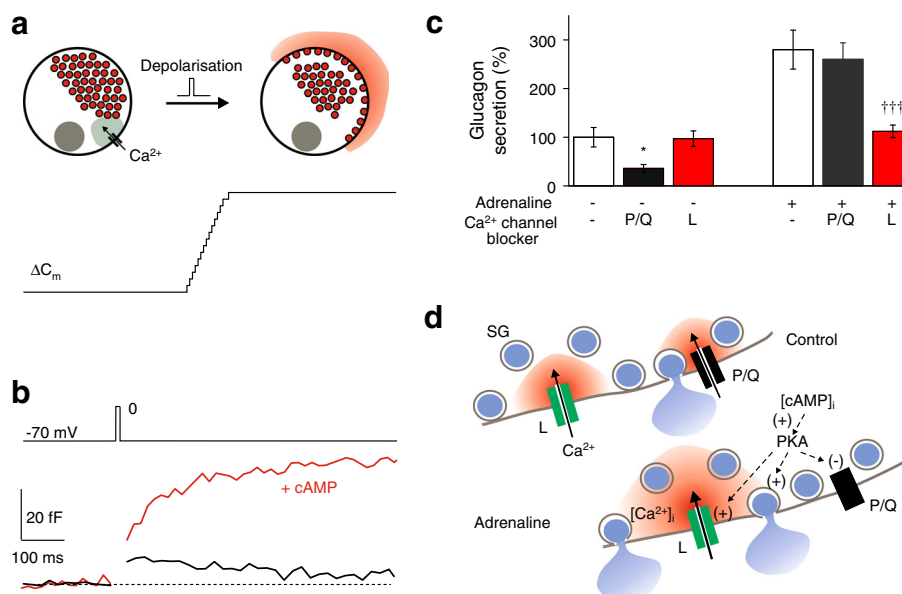 a
Depolarisation
Ca²⁺
ΔCₘ
b
-70 mV
0
+ cAMP
20 fF
100 ms
c
Glucagon
secretion (%)
300
200
100
0
Adrenaline - - - + + +
Ca²⁺ channel
blocker
- P/Q L - P/Q L
*
†††
d
SG
Control
L
P/Q
Ca²⁺
[cAMP]ᵢ
(+)
PKA
(-)
(+)
(+)
[Ca²⁺]ᵢ
Adrenaline
L
P/Q